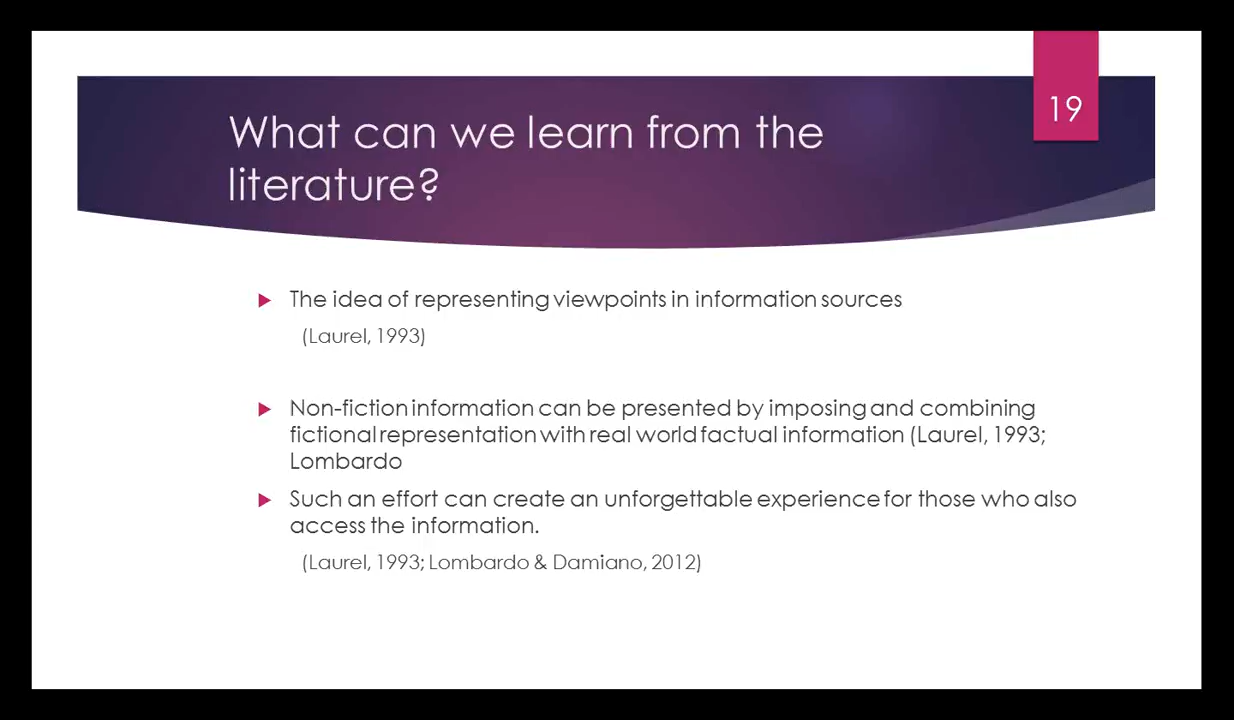 19
What can we learn from the
literature?
The idea of representing viewpoints in information sources
(Laurel, 1993)
Non-fiction information can be presented by imposing and combining
fictional representation with real world factual information (Laurel, 1993;
Lombardo
Such an effort can create an unforgettable experience for those who also
access the information.
(Laurel, 1993; Lombardo & Damiano, 2012)